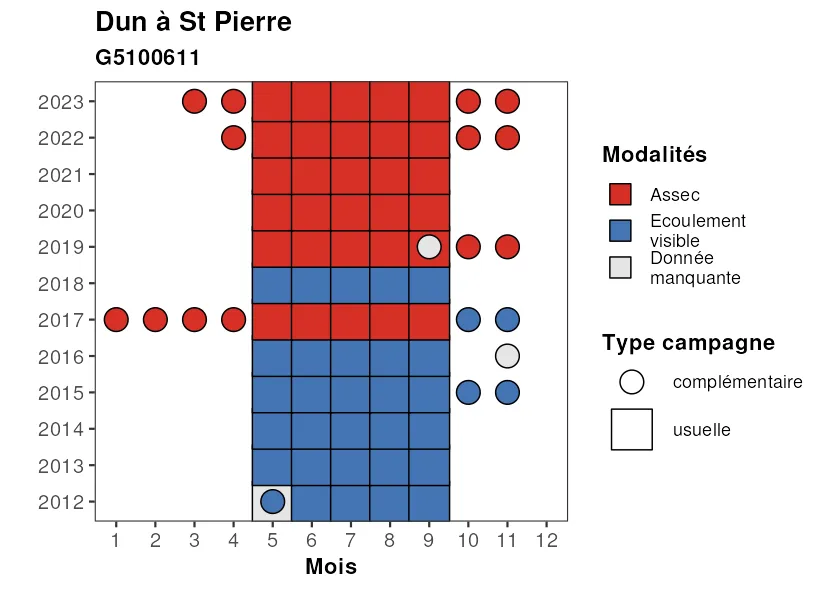 Dun à St Pierre
G5100611
2023
2022
2021
2020
2019
2018
2017
2016
2015
2014
2013
2012
1 2 3 4 5 6 7 8 9 10 11 12
Mois
Modalités
Assec
Ecoulement
visible
Donnée
manquante
Type campagne
complémentaire
usuelle